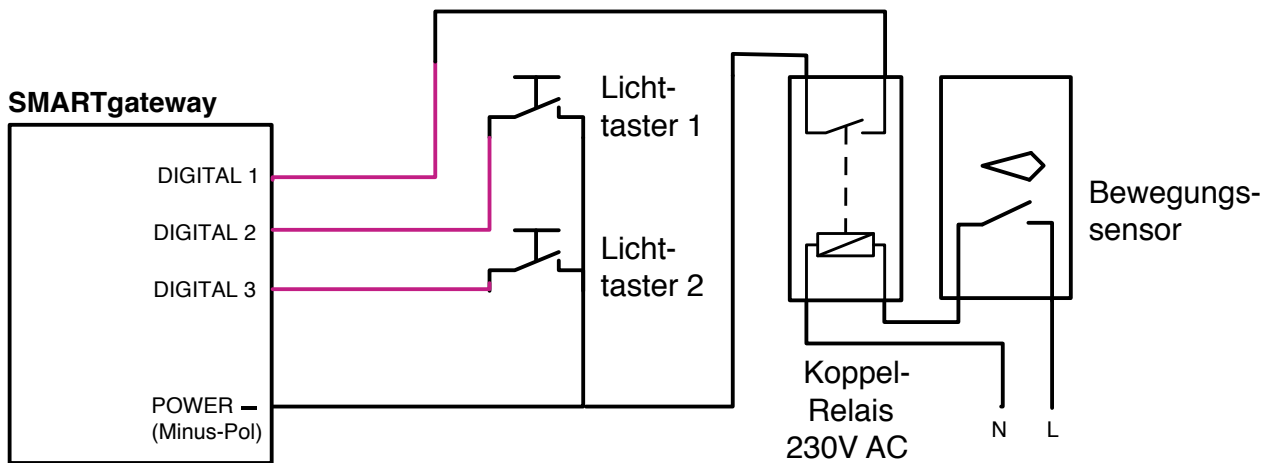 SMARTgateway
DIGITAL 1
DIGITAL 2
DIGITAL 3
POWER –
(Minus-Pol)
Licht-
taster 1
Licht-
taster 2
Koppel-
Relais
230V AC
Bewegungs-
sensor
N
L